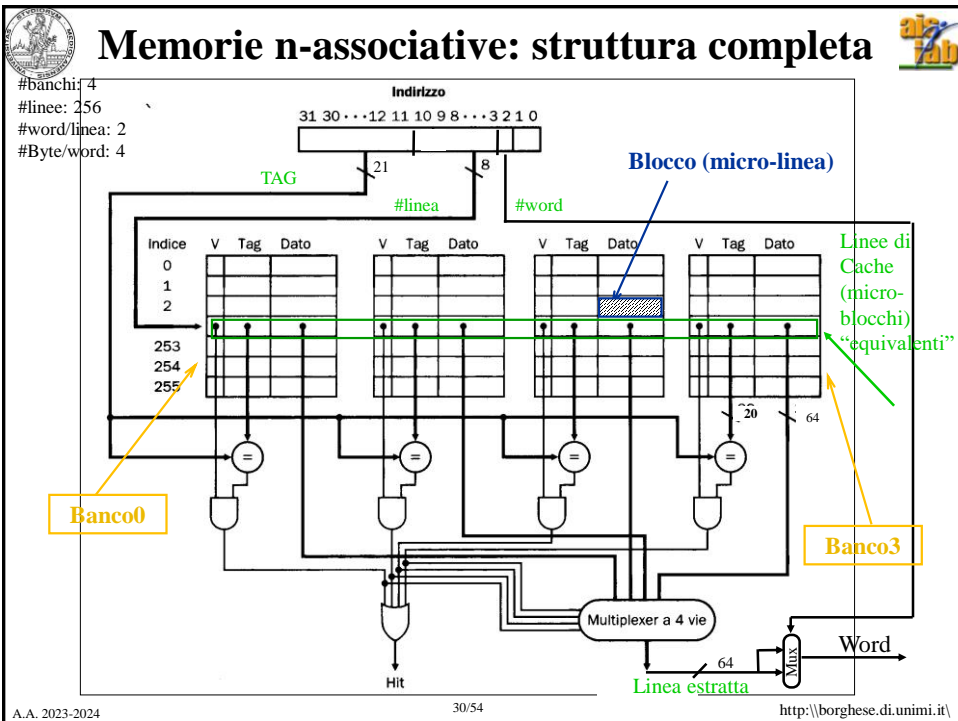 Memorie n-associative: struttura completa
#banchi: 4
#linee: 256
#word/linea: 2
#Byte/word: 4
Indirizzo
31 30 · · · 12 11 10 9 8 · · · 3 2 1 0
21
8
TAG
#linea
#word
Blocco (micro-linea)
Indice V Tag Dato V Tag Dato V Tag Dato V Tag Dato
0
1
2
253
254
255
Linee di
Cache
(micro-
blocchi)
“equivalenti”
20
64
=
=
=
=
Banco0
Banco3
Multiplexer a 4 vie
Hit
64
Linea estratta
Mux
Word
A.A. 2023-2024
30/54
http:\\borghese.di.unimi.it\